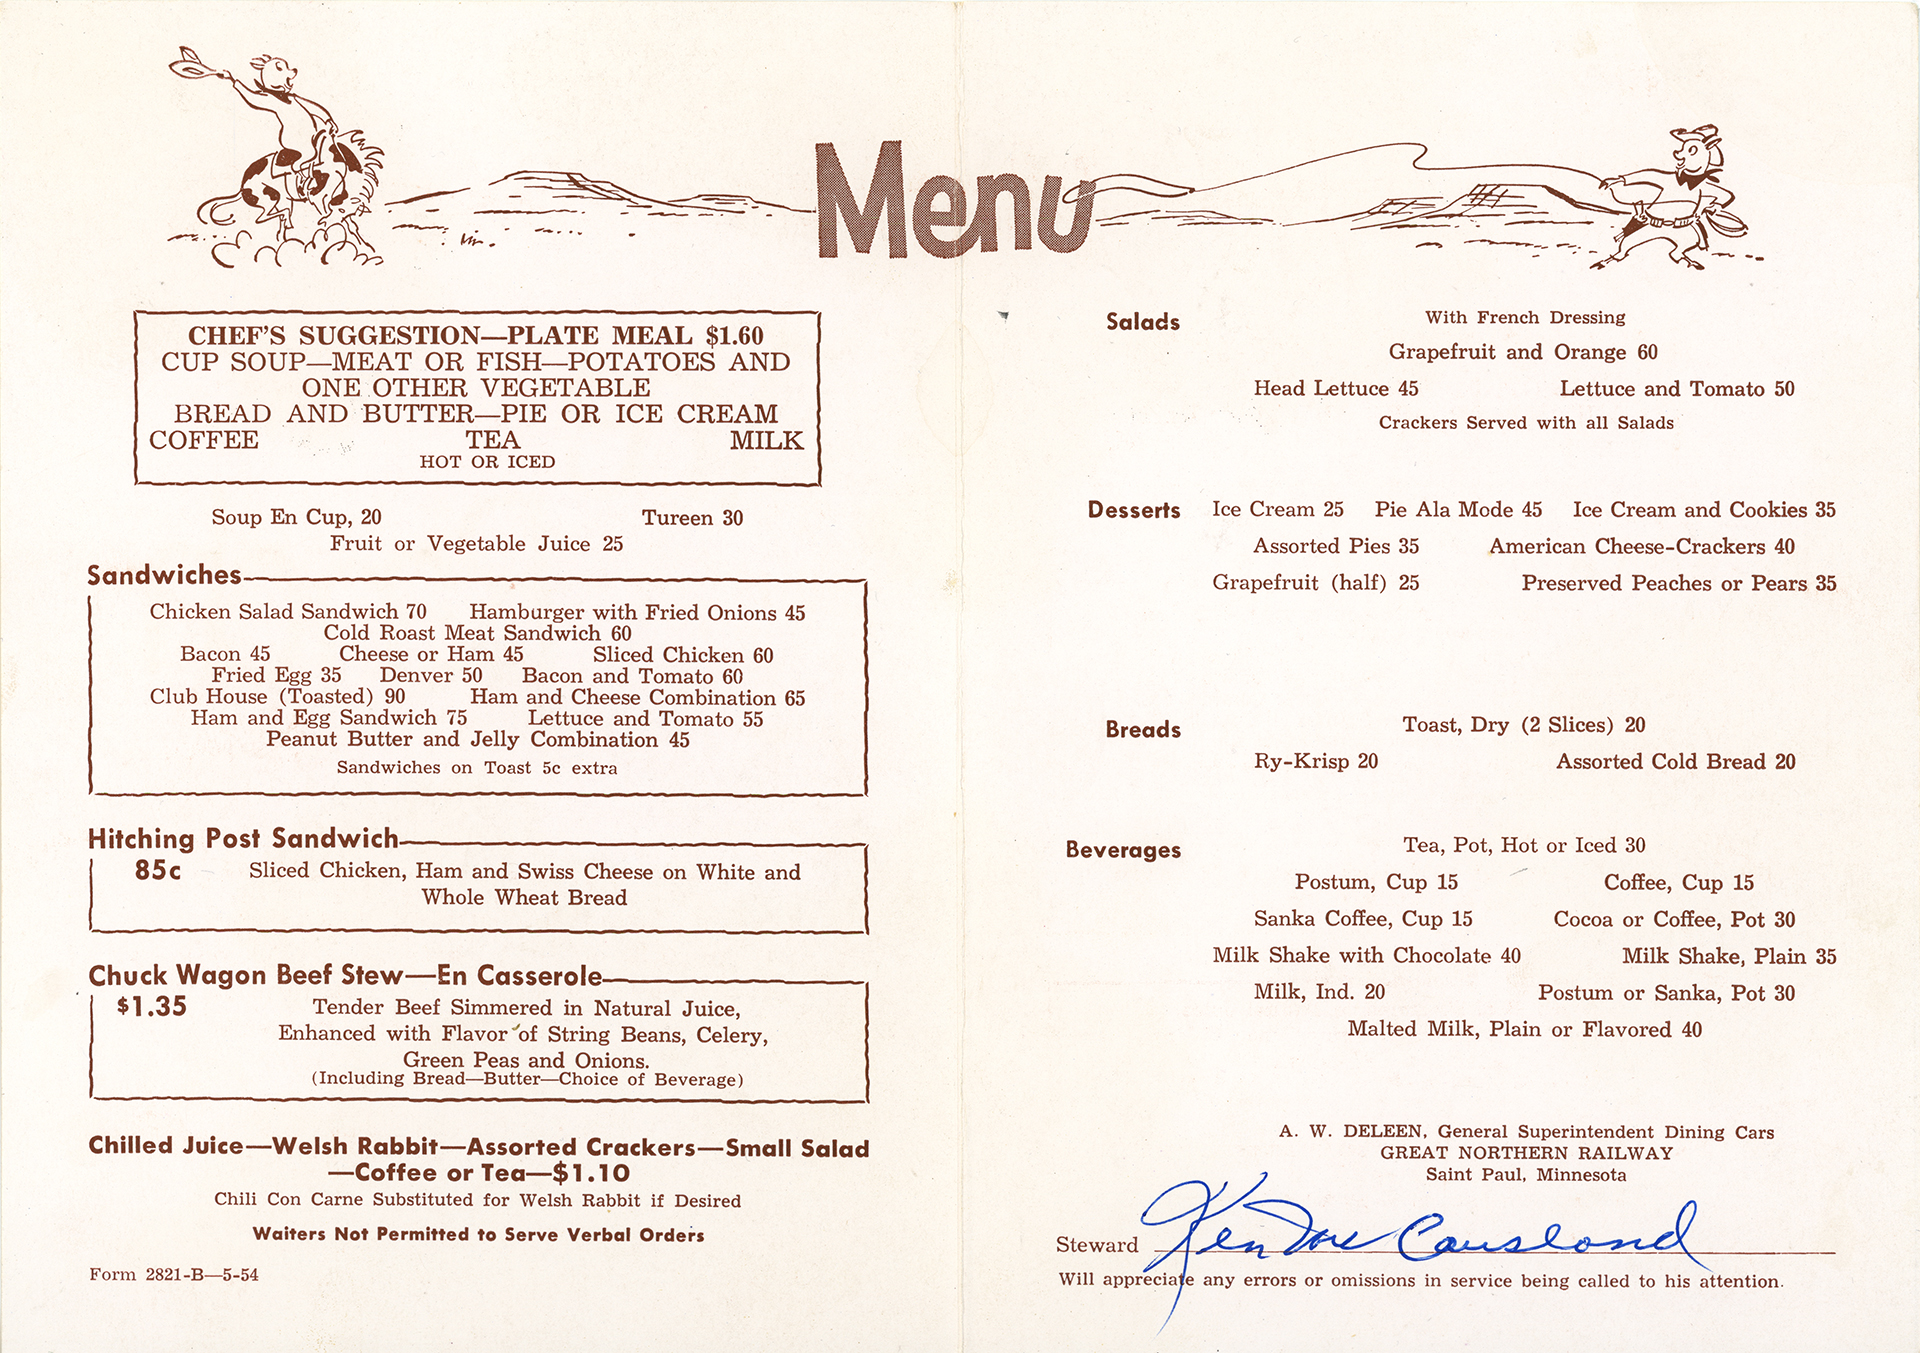 Menu
CHEF'S SUGGESTION—PLATE MEAL $1.60
CUP SOUP—MEAT OR FISH—POTATOES AND
ONE OTHER VEGETABLE
BREAD AND BUTTER—PIE OR ICE CREAM
COFFEE TEA MILK
HOT OR ICED
Soup En Cup, 20 Tureen 30
Fruit or Vegetable Juice 25
Sandwiches
Chicken Salad Sandwich 70 Hamburger with Fried Onions 45
Cold Roast Meat Sandwich 60
Bacon 45 Cheese or Ham 45 Sliced Chicken 60
Fried Egg 35 Denver 50 Bacon and Tomato 60
Club House (Toasted) 90 Ham and Cheese Combination 65
Ham and Egg Sandwich 75 Lettuce and Tomato 55
Peanut Butter and Jelly Combination 45
Sandwiches on Toast 5c extra
Hitching Post Sandwich
85c Sliced Chicken, Ham and Swiss Cheese on White and
Whole Wheat Bread
Chuck Wagon Beef Stew—En Casserole
$1.35 Tender Beef Simmered in Natural Juice,
Enhanced with Flavor of String Beans, Celery,
Green Peas and Onions.
(Including Bread—Butter—Choice of Beverage)
Chilled Juice—Welsh Rabbit—Assorted Crackers—Small Salad
—Coffee or Tea—$1.10
Chili Con Carne Substituted for Welsh Rabbit if Desired
Waiters Not Permitted to Serve Verbal Orders
Form 2821-B—5-54
Salads With French Dressing
Grapefruit and Orange 60
Head Lettuce 45 Lettuce and Tomato 50
Crackers Served with all Salads
Desserts Ice Cream 25 Pie Ala Mode 45 Ice Cream and Cookies 35
Assorted Pies 35 American Cheese-Crackers 40
Grapefruit (half) 25 Preserved Peaches or Pears 35
Breads Toast, Dry (2 Slices) 20
Ry-Krisp 20 Assorted Cold Bread 20
Beverages Tea, Pot, Hot or Iced 30
Postum, Cup 15 Coffee, Cup 15
Sanka Coffee, Cup 15 Cocoa or Coffee, Pot 30
Milk Shake with Chocolate 40 Milk Shake, Plain 35
Milk, Ind. 20 Postum or Sanka, Pot 30
Malted Milk, Plain or Flavored 40
A. W. DELEEN, General Superintendent Dining Cars
GREAT NORTHERN RAILWAY
Saint Paul, Minnesota
Steward Ken Mc Causland
Will appreciate any errors or omissions in service being called to his attention.